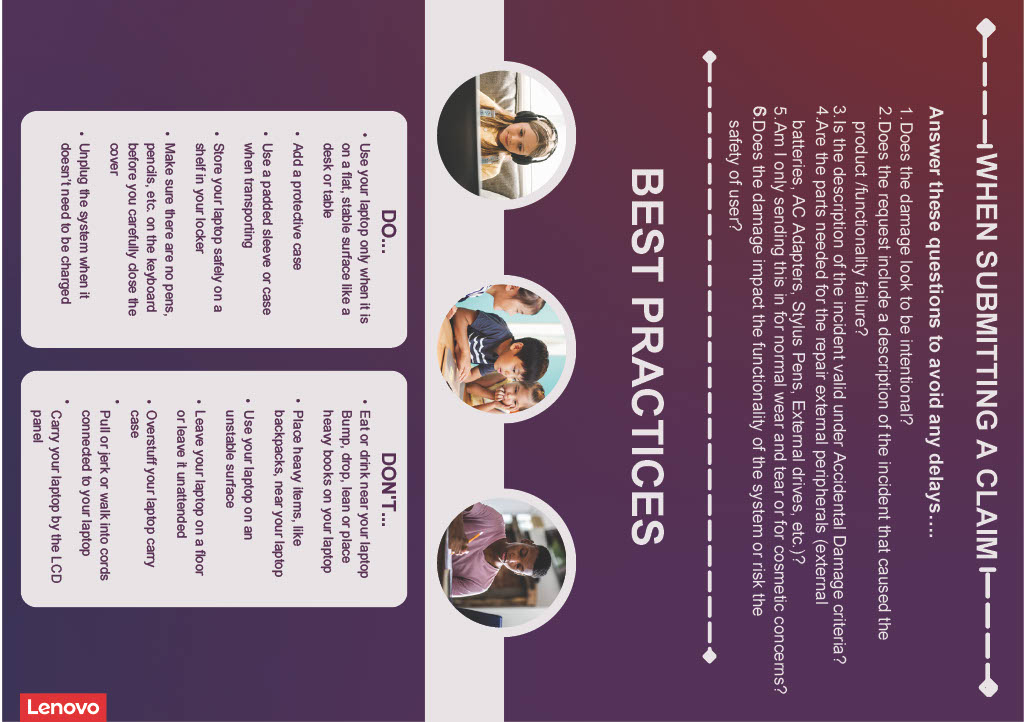 WHEN SUBMITTING A CLAIM
Answer these questions to avoid any delays….
1.Does the damage look to be intentional?
2.Does the request include a description of the incident that caused the
product /functionality failure?
3.Is the description of the incident valid under Accidental Damage criteria?
4.Are the parts needed for the repair external peripherals (external
batteries, AC Adapters, Stylus Pens, External drives, etc.)?
5.Am I only sending this in for normal wear and tear or for cosmetic concerns?
6.Does the damage impact the functionality of the system or risk the
safety of user?
BEST PRACTICES
DO...
• Use your laptop only when it is
on a flat, stable surface like a
desk or table
• Add a protective case
• Use a padded sleeve or case
when transporting
• Store your laptop safely on a
shelf in your locker
• Make sure there are no pens,
pencils, etc. on the keyboard
before you carefully close the
cover
• Unplug the system when it
doesn't need to be charged
DON'T...
• Eat or drink near your laptop
Bump, drop, lean or place
heavy books on your laptop
• Place heavy items, like
backpacks, near your laptop
• Use your laptop on an
unstable surface
• Leave your laptop on a floor
or leave it unattended
• Overstuff your laptop carry
case
• Pull or jerk or walk into cords
connected to your laptop
• Carry your laptop by the LCD
panel
Lenovo